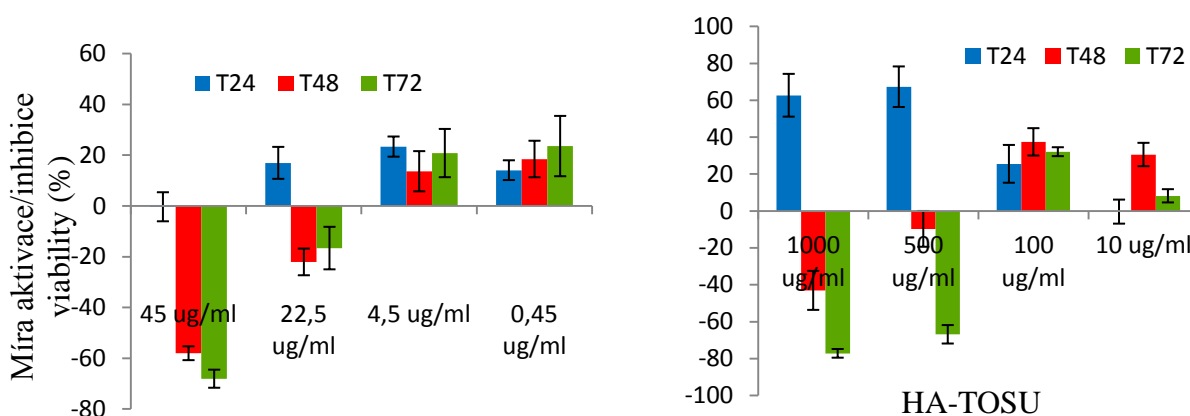 Míra aktivace/inhibice
viability (%)
60
40
20
0
-20
-40
-60
-80
T24 T48 T72
45 ug/ml
22,5
ug/ml
4,5 ug/ml
0,45
ug/ml
100
80
60
40
20
0
-20
-40
-60
-80
-100
T24 T48 T72
1000
ug/ml
500
ug/ml
100
ug/ml
10 ug/ml
HA-TOSU